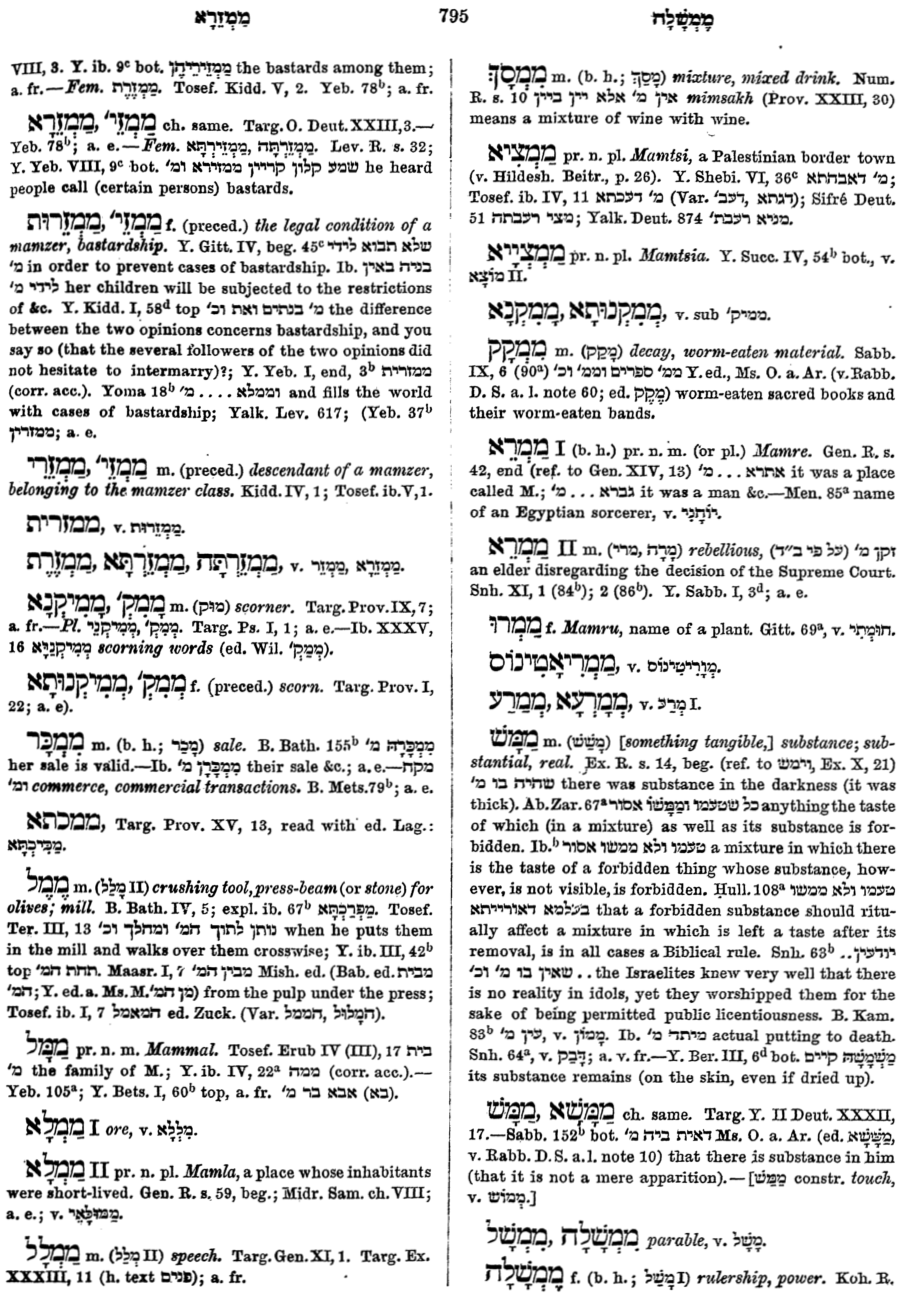 מַמְזֵרָא 795 מֶמְשָׁלָה
VIII, 3. Y. ib. 9ᶜ bot. מַמְזֵירֵיהֶן the bastards among them;
a. fr.—Fem. מַמְזֶרֶת. Tosef. Kidd. V, 2. Yeb. 78ᵇ; a. fr.
מַמְזֵרָא, מַמְזֵי׳ ch. same. Targ. O. Deut. XXIII, 3.—
Yeb. 78ᵇ; a. e.—Fem. מַמְזֵרְתָּה, מַמְזֵירְתָּא. Lev. R. s. 32;
Y. Yeb. VIII, 9ᶜ bot. שמע קלון קריין ממזירא וכ׳ he heard
people call (certain persons) bastards.
מַמְזֵרוּת, מַמְזֵי׳ f. (preced.) the legal condition of a
mamzer, bastardship. Y. Gitt. IV, beg. 45ᶜ שלא תבוא לידי
מ׳ in order to prevent cases of bastardship. Ib. בניה באין
לידי מ׳ her children will be subjected to the restrictions
of &c. Y. Kidd. I, 58ᵈ top מ׳ בנתים ואת וכ׳ the difference
between the two opinions concerns bastardship, and you
say so (that the several followers of the two opinions did
not hesitate to intermarry)?; Y. Yeb. I, end, 3ᵇ ממזרית
(corr. acc.). Yoma 18ᵇ וממלא .... מ׳ and fills the world
with cases of bastardship; Yalk. Lev. 617; (Yeb. 37ᵇ
ממזרין; a. e.
מַמְזֵרִי, מַמְזֵי׳ m. (preced.) descendant of a mamzer,
belonging to the mamzer class. Kidd. IV, 1; Tosef. ib. V, 1.
ממזרית, v. מַמְזֵרוּת.
מַמְזֶרֶת, מַמְזֵרְתָּא, מַמְזֵרְתָּה, v. מַמְזֵר, מַמְזֵרָא.
מְמִיקְנָא, מְמִקְ׳ m. (מוק) scorner. Targ. Prov. IX, 7;
a. fr.—Pl. מְמִיקְנֵי, מְמִקְ׳. Targ. Ps. I, 1; a. e.—Ib. XXXV,
16 מְמִיקְנַיָּא scorning words (ed. Wil. מְמִקְ׳).
מְמִיקְנוּתָא, מְמִקְ׳ f. (preced.) scorn. Targ. Prov. I,
22; a. e).
מִמְכָּר m. (b. h.; מָכַר) sale. B. Bath. 155ᵇ מִמְכָּרָהּ מ׳
her sale is valid.—Ib. מִמְכָּרָן מ׳ their sale &c.; a. e.—מקח
ומ׳ commerce, commercial transactions. B. Mets. 79ᵇ; a. e.
ממכתא, Targ. Prov. XV, 13, read with ed. Lag.:
מַכִּיכְתָּא.
מַמָל m. (מָלַל II) crushing tool, press-beam (or stone) for
olives; mill. B. Bath. IV, 5; expl. ib. 67ᵇ מַפְרַכְתָּא. Tosef.
Ter. III, 13 נותן לתוך המ׳ ומהלך וכ׳ when he puts them
in the mill and walks over them crosswise; Y. ib. III, 42ᵇ
top תחת המ׳. Maasr. I, 7 מבין המ׳ Mish. ed. (Bab. ed. מבית
המ׳; Y. ed. a. Ms. M. מן המ׳) from the pulp under the press;
Tosef. ib. I, 7 המאמל ed. Zuck. (Var. הַמָלוּל, הממל).
מַמָּל pr. n. m. Mammal. Tosef. Erub IV (III), 17 בית
מ׳ the family of M.; Y. ib. IV, 22ᵃ ממה (corr. acc.).—
Yeb. 105ᵃ; Y. Bets. I, 60ᵇ top, a. fr. אבא בר מ׳ (בא).
מַמְלָא I ore, v. מַלְלָא.
מַמְלָא II pr. n. pl. Mamla, a place whose inhabitants
were short-lived. Gen. R. s. 59, beg.; Midr. Sam. ch. VIII;
a. e.; v.
מַמְלָל m. (מָלַל II) speech. Targ. Gen. XI, 1. Targ. Ex.
XXXIII, 11 (h. text פנים); a. fr.
מִמְסָךְ m. (b. h.; מָסַךְ) mixture, mixed drink. Num.
R. s. 10 אין מ׳ אלא יין ביין mimsakh (Prov. XXIII, 30)
means a mixture of wine with wine.
מַמְצִיא pr. n. pl. Mamtsi, a Palestinian border town
(v. Hildesh. Beitr., p. 26). Y. Shebi. VI, 36ᶜ מ׳ דאבהתא;
Tosef. ib. IV, 11 מ׳ דעכתא (Var. דגתא, דעב׳); Sifré Deut.
51 מצי רעבתה; Yalk. Deut. 874 מגיא רעבת׳.
מַמְצִיָּיא pr. n. pl. Mamtsia. Y. Succ. IV, 54ᵇ bot., v.
מוֹצָא II.
מְמִקְנָא, מְמִקְנוּתָא, v. sub ממיק׳.
מַמָּק m. (מָקַק) decay, worm-eaten material. Sabb.
IX, 6 (90ᵃ) ממ׳ ספרים וממ׳ וכ׳ Y. ed., Ms. O. a. Ar. (v. Rabb.
D. S. a. l. note 60; ed. מֶקֶק) worm-eaten sacred books and
their worm-eaten bands.
מַמְרֵא I (b. h.) pr. n. m. (or pl.) Mamre. Gen. R. s.
42, end (ref. to Gen. XIV, 13) אתרא ... מ׳ it was a place
called M.; גברא ... מ׳ it was a man &c.—Men. 85ᵃ name
of an Egyptian sorcerer, v. יוֹחָנִי.
מַמְרֵא II m. (מָרָה, מרי) rebellious, זקן מ׳ (על פי ב״ד)
an elder disregarding the decision of the Supreme Court.
Snh. XI, 1 (84ᵇ); 2 (86ᵇ). Y. Sabb. I, 3ᵈ; a. e.
מַמְרוּ f. Mamru, name of a plant. Gitt. 69ᵃ, v. חוּמְתִי.
מַמְרִיאָטִינוֹס, v. מְוָרִיטִינוֹס.
מְמַרַע, מְמָרְעָא, v. מְרַע I.
מַמָּשׁ m. (מָשַׁשׁ) [something tangible,] substance; sub-
stantial, real. Ex. R. s. 14, beg. (ref. to וימש, Ex. X, 21)
שהיה בו מ׳ there was substance in the darkness (it was
thick). Ab. Zar. 67ᵃ כל שטעמו וּמַמָּשׁוֹ אסור anything the taste
of which (in a mixture) as well as its substance is for-
bidden. Ib.ᵇ טעמו ולא ממשו אסור a mixture in which there
is the taste of a forbidden thing whose substance, how-
ever, is not visible, is forbidden. Ḥull. 108ᵃ טעמו ולא ממשו
בעלמא דאורייתא that a forbidden substance should ritu-
ally affect a mixture in which is left a taste after its
removal, is in all cases a Biblical rule. Snh. 63ᵇ יודעין ..
שאין בו מ׳ וכ׳ .. the Israelites knew very well that there
is no reality in idols, yet they worshipped them for the
sake of being permitted public licentiousness. B. Kam.
83ᵇ עין מ׳, v. מָמוֹן. Ib. מיתה מ׳ actual putting to death.
Snh. 64ᵃ, v. דָּבַק; a. v. fr.—Y. Ber. III, 6ᵈ bot. מַשְׁמָשָׁהּ קיים
its substance remains (on the skin, even if dried up).
מַמָּשׁ, מַמָּשָׁא ch. same. Targ. Y. II Deut. XXXII,
17.—Sabb. 152ᵇ bot. דאית ביה מ׳ Ms. O. a. Ar. (ed. מְשָׁשָׁא,
v. Rabb. D. S. a. l. note 10) that there is substance in him
(that it is not a mere apparition).—[מַמַּשׁ constr. touch,
v. מִמּוּשׁ.]
מִמְשָׁל, מִמְשָׁלָה parable, v. מָשָׁל.
מֶמְשָׁלָה f. (b. h.; מָשַׁל I) rulership, power. Koh. R.